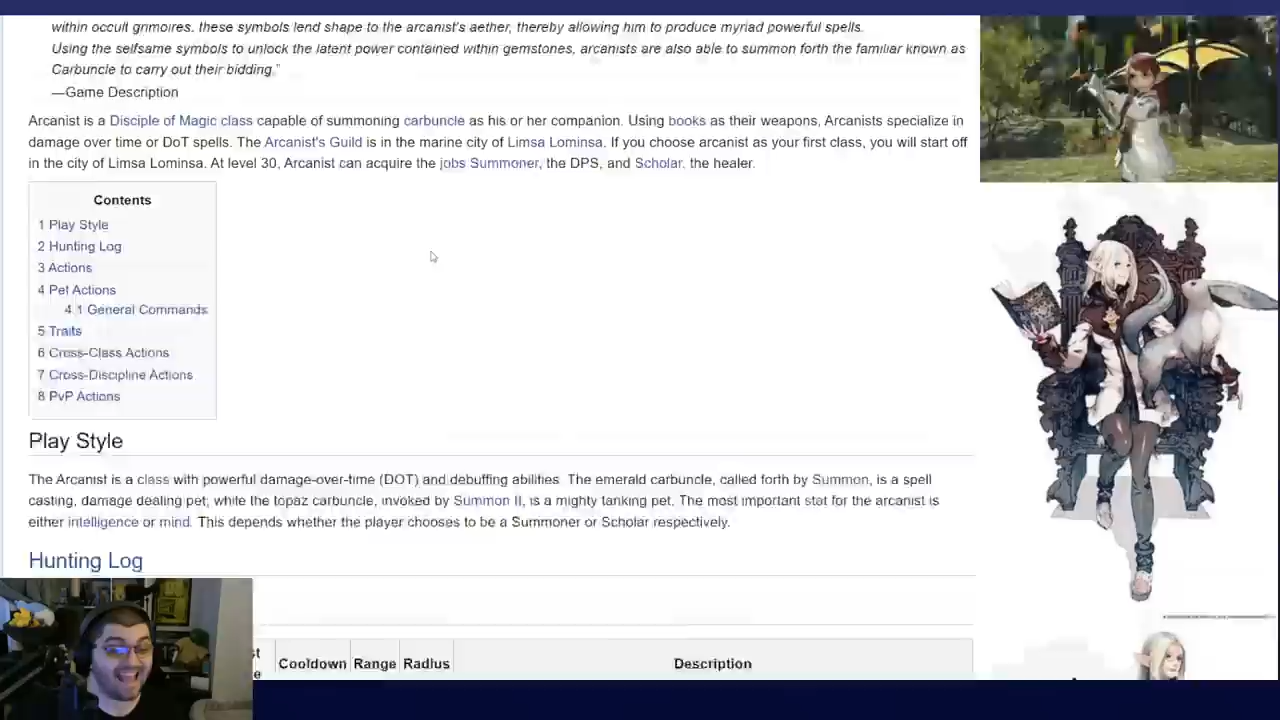 within occult grimoires, these symbols lend shape to the arcanist's aether, thereby allowing him to produce myriad powerful spells.
Using the selfsame symbols to unlock the latent power contained within gemstones, arcanists are also able to summon forth the familiar known as
Carbuncle to carry out their bidding."
—Game Description
Arcanist is a Disciple of Magic class capable of summoning carbuncle as his or her companion. Using books as their weapons, Arcanists specialize in
damage over time or DoT spells. The Arcanist's Guild is in the marine city of Limsa Lominsa. If you choose arcanist as your first class, you will start off
in the city of Limsa Lominsa. At level 30, Arcanist can acquire the jobs Summoner, the DPS, and Scholar, the healer.
Contents
1 Play Style
2 Hunting Log
3 Actions
4 Pet Actions
4.1 General Commands
5 Traits
6 Cross-Class Actions
7 Cross-Discipline Actions
8 PvP Actions
Play Style
The Arcanist is a class with powerful damage-over-time (DOT) and debuffing abilities. The emerald carbuncle, called forth by Summon, is a spell
casting, damage dealing pet, while the topaz carbuncle, invoked by Summon II, is a mighty tanking pet. The most important stat for the arcanist is
either intelligence or mind. This depends whether the player chooses to be a Summoner or Scholar respectively.
Hunting Log
Cooldown Range Radius Description